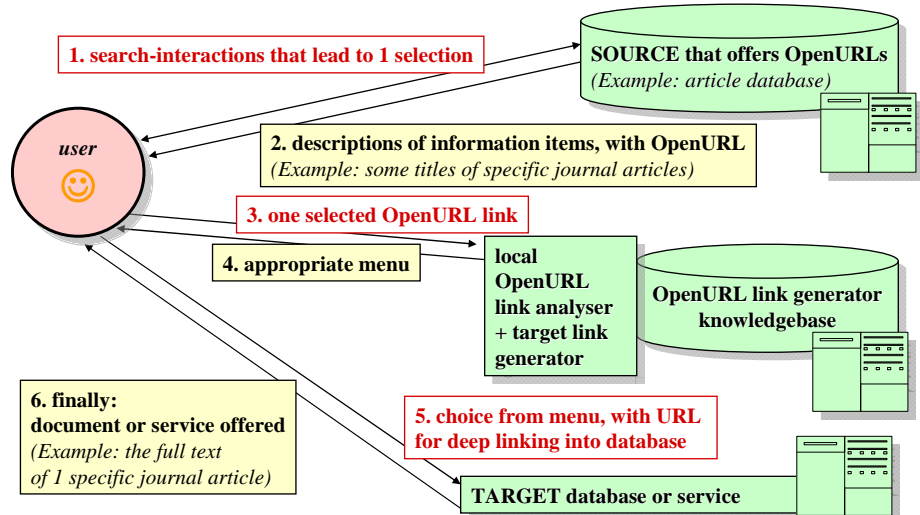 1. search-interactions that lead to 1 selection
SOURCE that offers OpenURLs
(Example: article database)
user
2. descriptions of information items, with OpenURL
(Example: some titles of specific journal articles)
3. one selected OpenURL link
4. appropriate menu
local
OpenURL
link analyser
+ target link
generator
OpenURL link generator
knowledgebase
6. finally:
document or service offered
(Example: the full text
of 1 specific journal article)
5. choice from menu, with URL
for deep linking into database
TARGET database or service